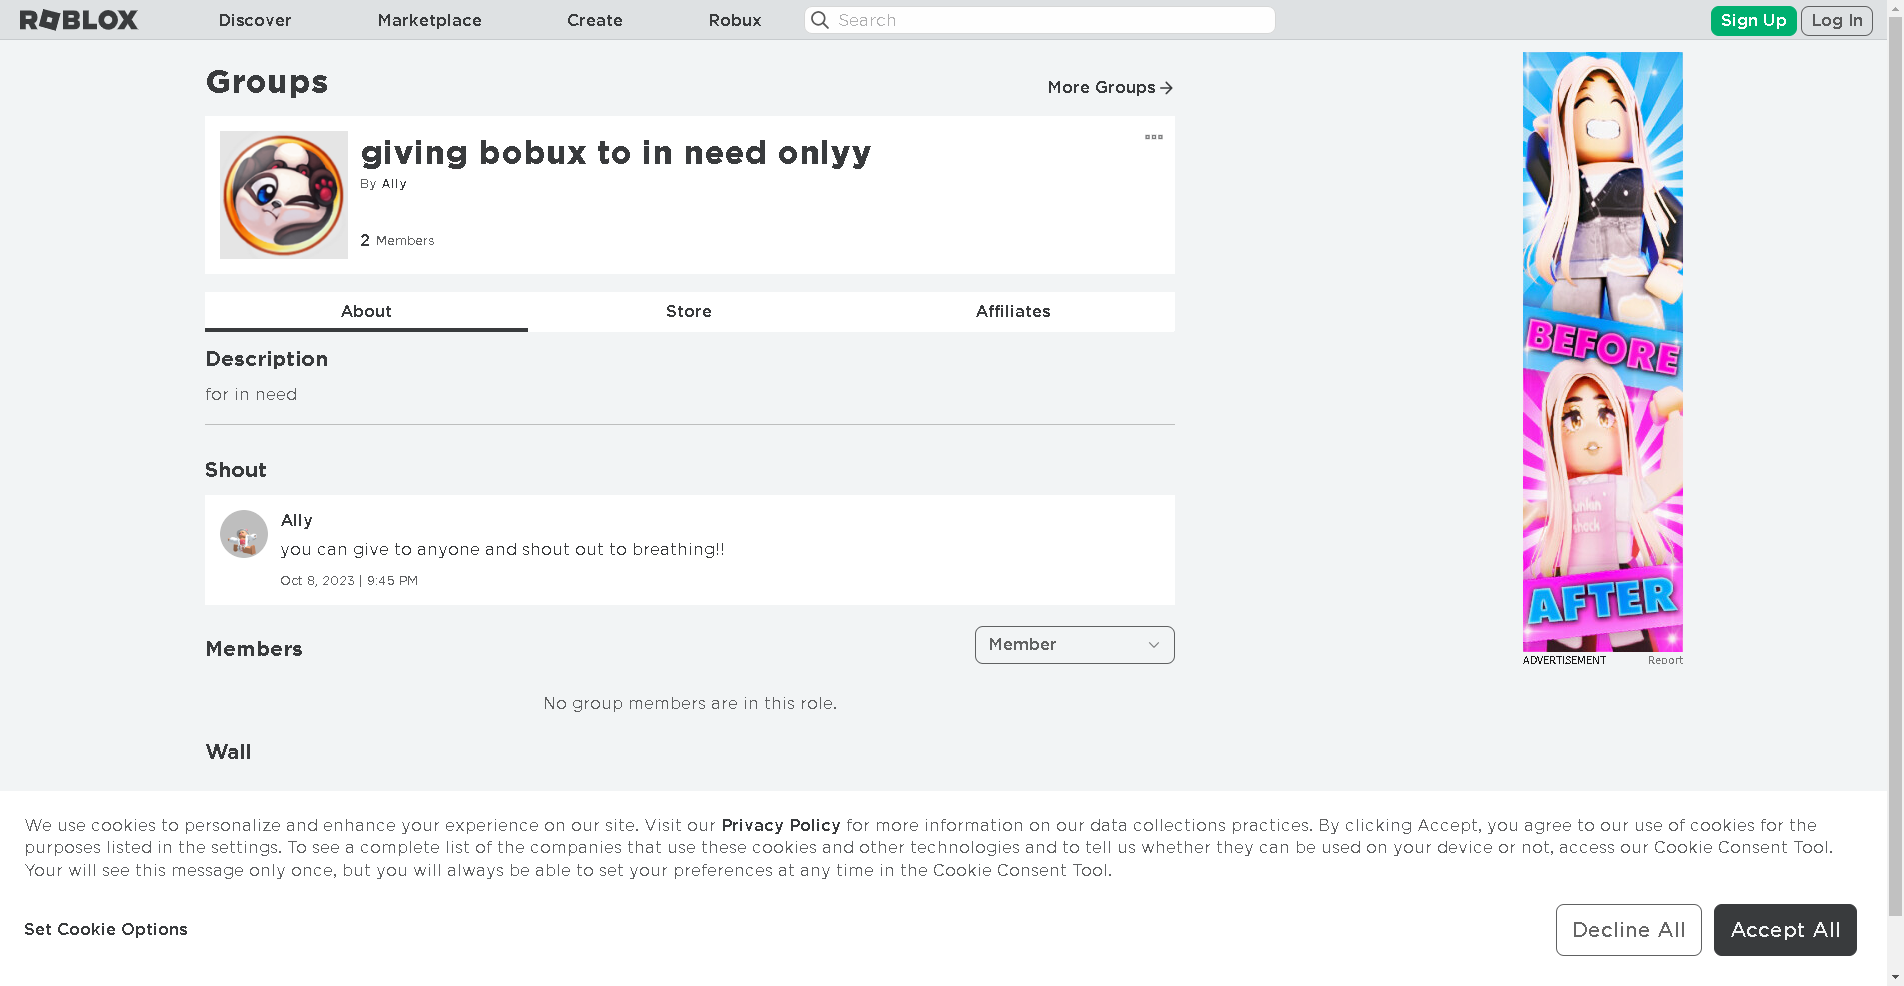 ROBLOX Discover Marketplace Create Robux Search Sign Up Log In
Groups
More Groups
giving bobux to in need onlyy
By Ally
2 Members
About Store Affiliates
Description
for in need
Shout
Ally
you can give to anyone and shout out to breathing!!
Oct 8, 2023 | 9:45 PM
Members
Member
No group members are in this role.
Wall
BEFORE
AFTER
ADVERTISEMENT Report
We use cookies to personalize and enhance your experience on our site. Visit our Privacy Policy for more information on our data collections practices. By clicking Accept, you agree to our use of cookies for the
purposes listed in the settings. To see a complete list of the companies that use these cookies and other technologies and to tell us whether they can be used on your device or not, access our Cookie Consent Tool.
Your will see this message only once, but you will always be able to set your preferences at any time in the Cookie Consent Tool.
Set Cookie Options
Decline All Accept All